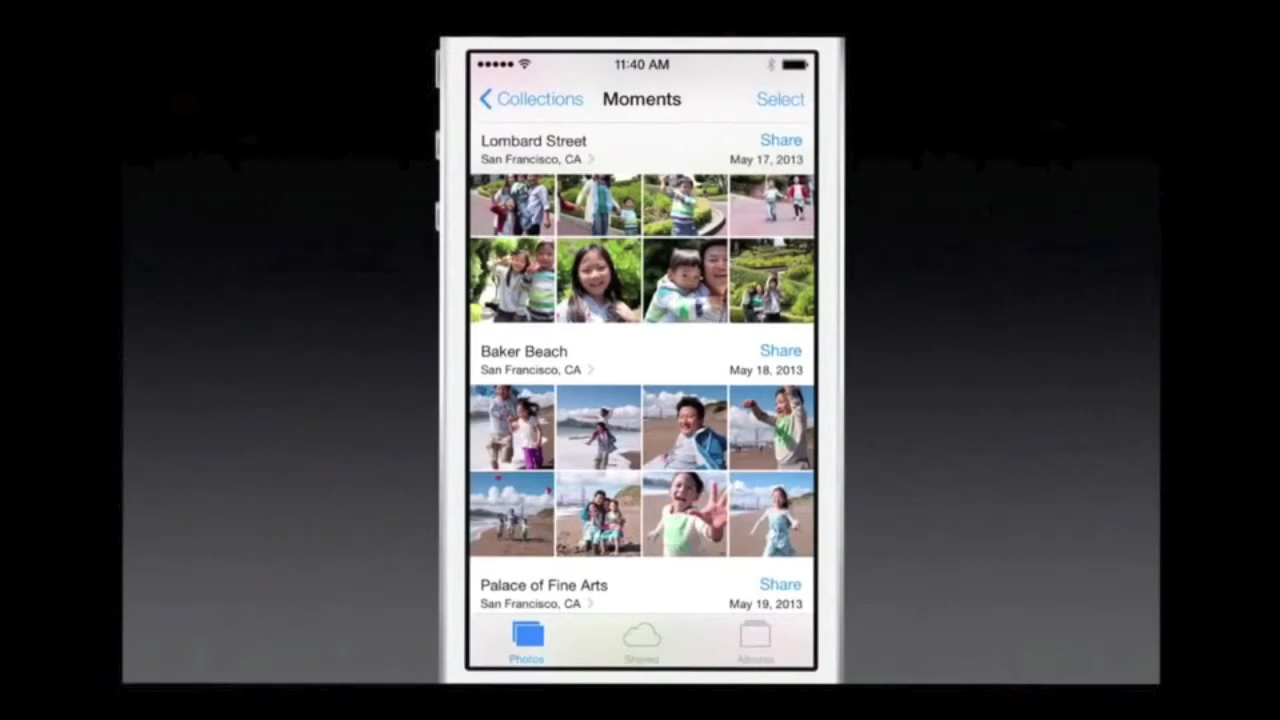 11:40 AM
Collections Moments Select
Lombard Street Share
San Francisco, CA May 17, 2013
Baker Beach Share
San Francisco, CA May 18, 2013
Palace of Fine Arts Share
San Francisco, CA May 19, 2013
Photos Shared Albums